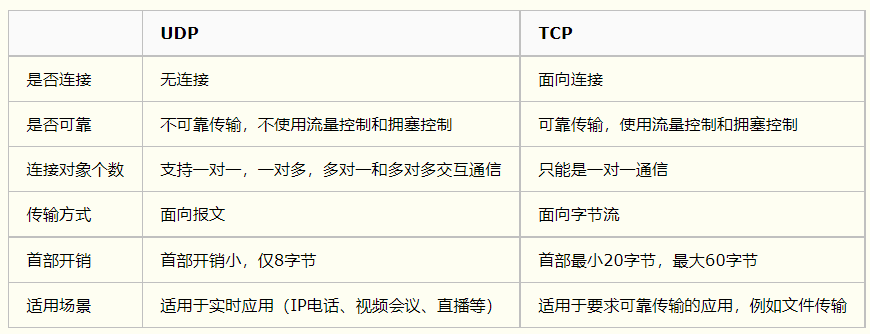 UDP TCP
是否连接 无连接 面向连接
是否可靠 不可靠传输，不使用流量控制和拥塞控制 可靠传输，使用流量控制和拥塞控制
连接对象个数 支持一对一，一对多，多对一和多对多交互通信 只能是一对一通信
传输方式 面向报文 面向字节流
首部开销 首部开销小，仅8字节 首部最小20字节，最大60字节
适用场景 适用于实时应用（IP电话、视频会议、直播等） 适用于要求可靠传输的应用，例如文件传输